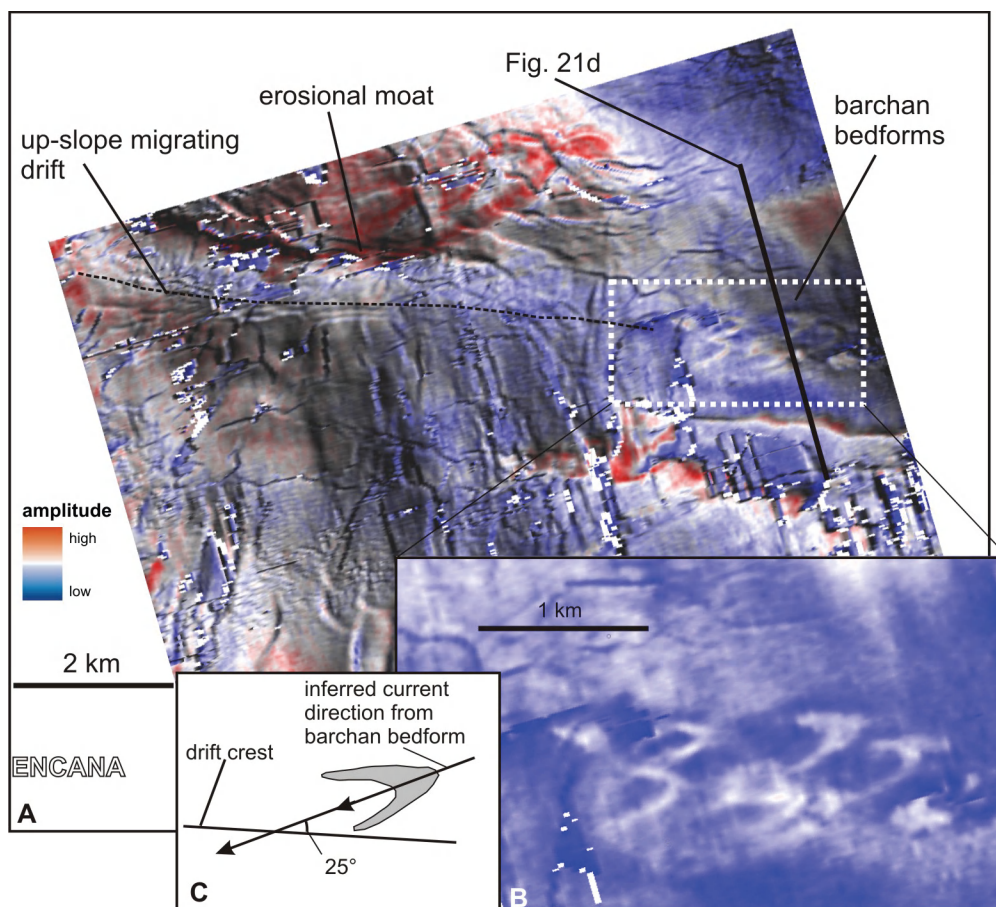 Fig. 21d
erosional moat
barchan
bedforms
up-slope migrating
drift
amplitude
high
low
2 km
ENCANA
A
1 km
B
inferred current
direction from
barchan bedform
drift crest
25°
C